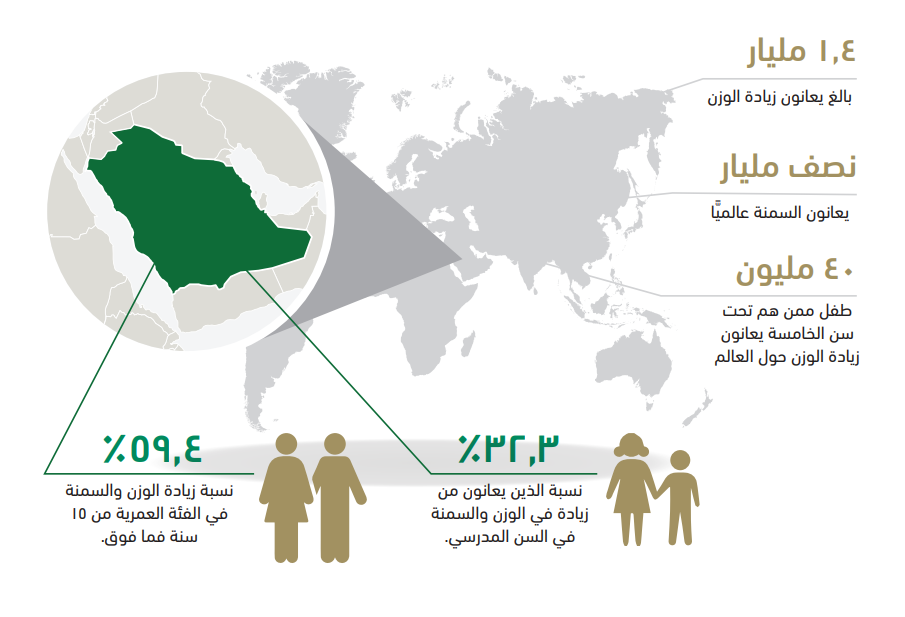 ١,٤ مليار
بالغ يعانون زيادة الوزن
نصف مليار
يعانون السمنة عالميًّا
٤٠ مليون
طفل ممن هم تحت
سن الخامسة يعانون
زيادة الوزن حول العالم
٣٢,٣٪
نسبة الذين يعانون من
زيادة في الوزن والسمنة
في السن المدرسي.
٥٩,٤٪
نسبة زيادة الوزن والسمنة
في الفئة العمرية من ١٥
سنة فما فوق.